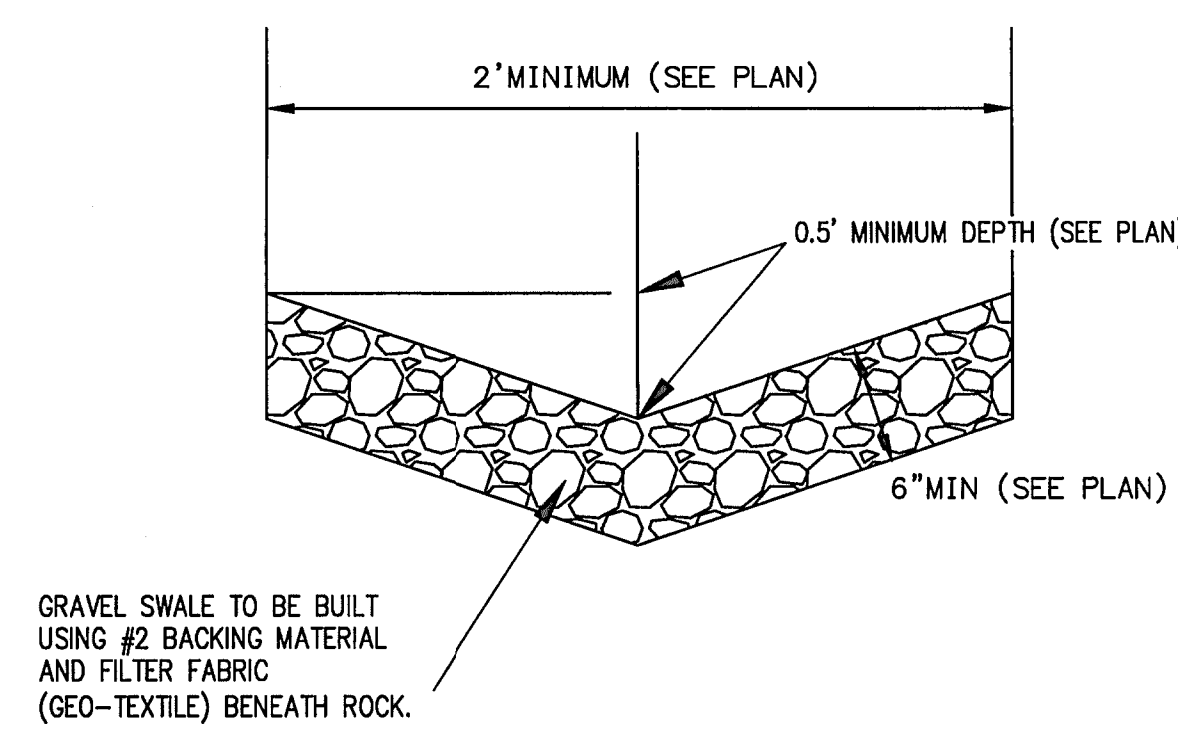 2'MINIMUM (SEE PLAN)
0.5' MINIMUM DEPTH (SEE PLAN)
6"MIN (SEE PLAN)
GRAVEL SWALE TO BE BUILT
USING #2 BACKING MATERIAL
AND FILTER FABRIC
(GEO-TEXTILE) BENEATH ROCK.